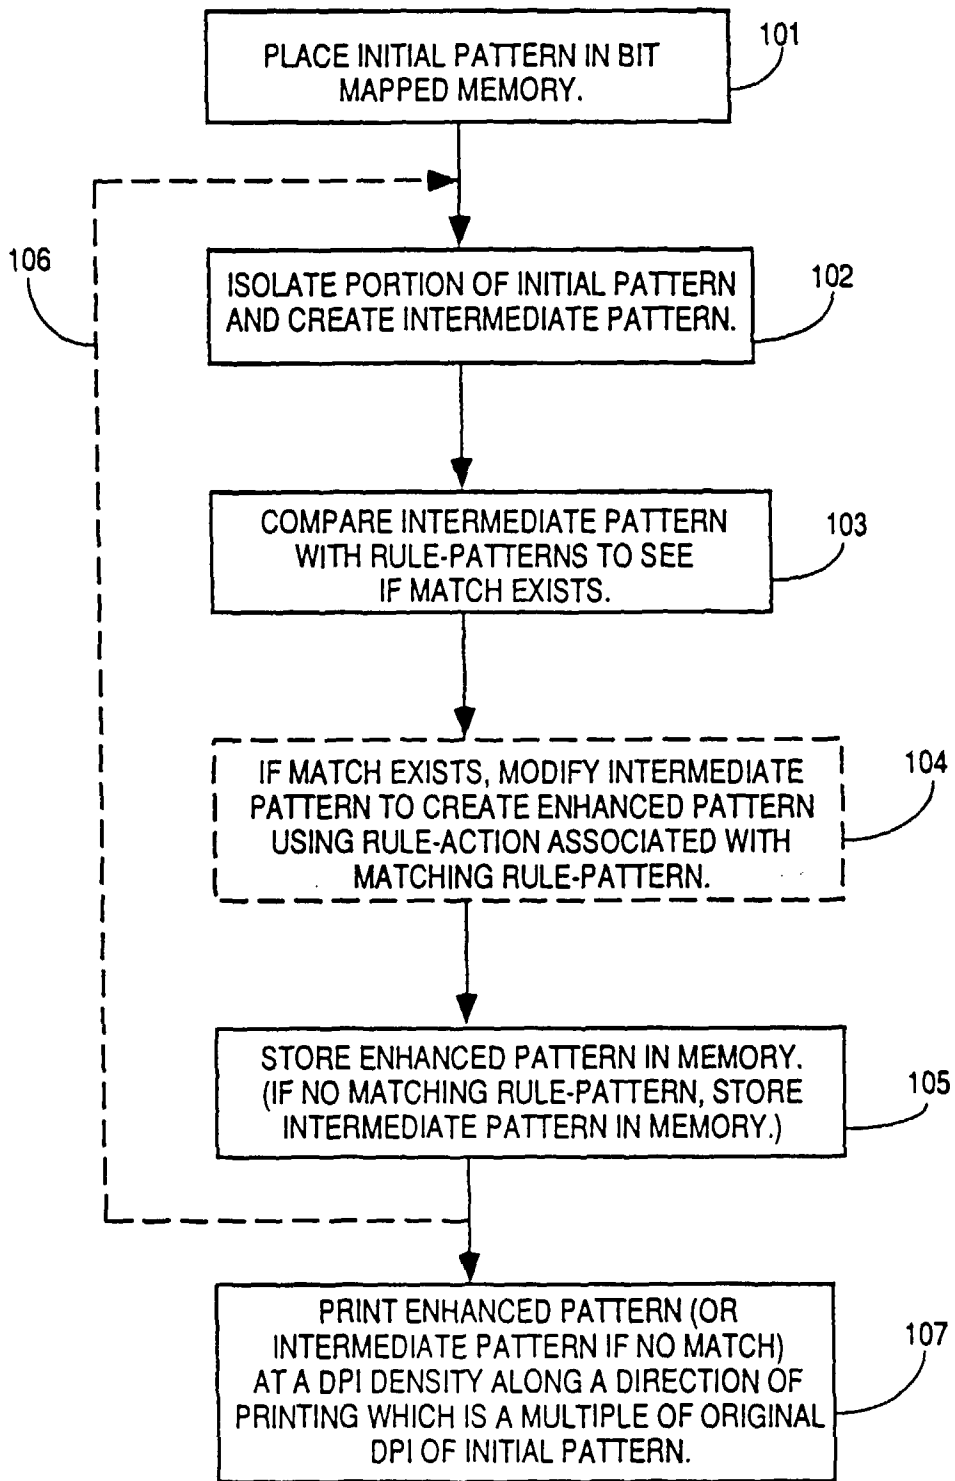 PLACE INITIAL PATTERN IN BIT
MAPPED MEMORY.
101
106
ISOLATE PORTION OF INITIAL PATTERN
AND CREATE INTERMEDIATE PATTERN.
102
COMPARE INTERMEDIATE PATTERN
WITH RULE-PATTERNS TO SEE
IF MATCH EXISTS.
103
IF MATCH EXISTS, MODIFY INTERMEDIATE
PATTERN TO CREATE ENHANCED PATTERN
USING RULE-ACTION ASSOCIATED WITH
MATCHING RULE-PATTERN.
104
STORE ENHANCED PATTERN IN MEMORY.
(IF NO MATCHING RULE-PATTERN, STORE
INTERMEDIATE PATTERN IN MEMORY.)
105
PRINT ENHANCED PATTERN (OR
INTERMEDIATE PATTERN IF NO MATCH)
AT A DPI DENSITY ALONG A DIRECTION OF
PRINTING WHICH IS A MULTIPLE OF ORIGINAL
DPI OF INITIAL PATTERN.
107